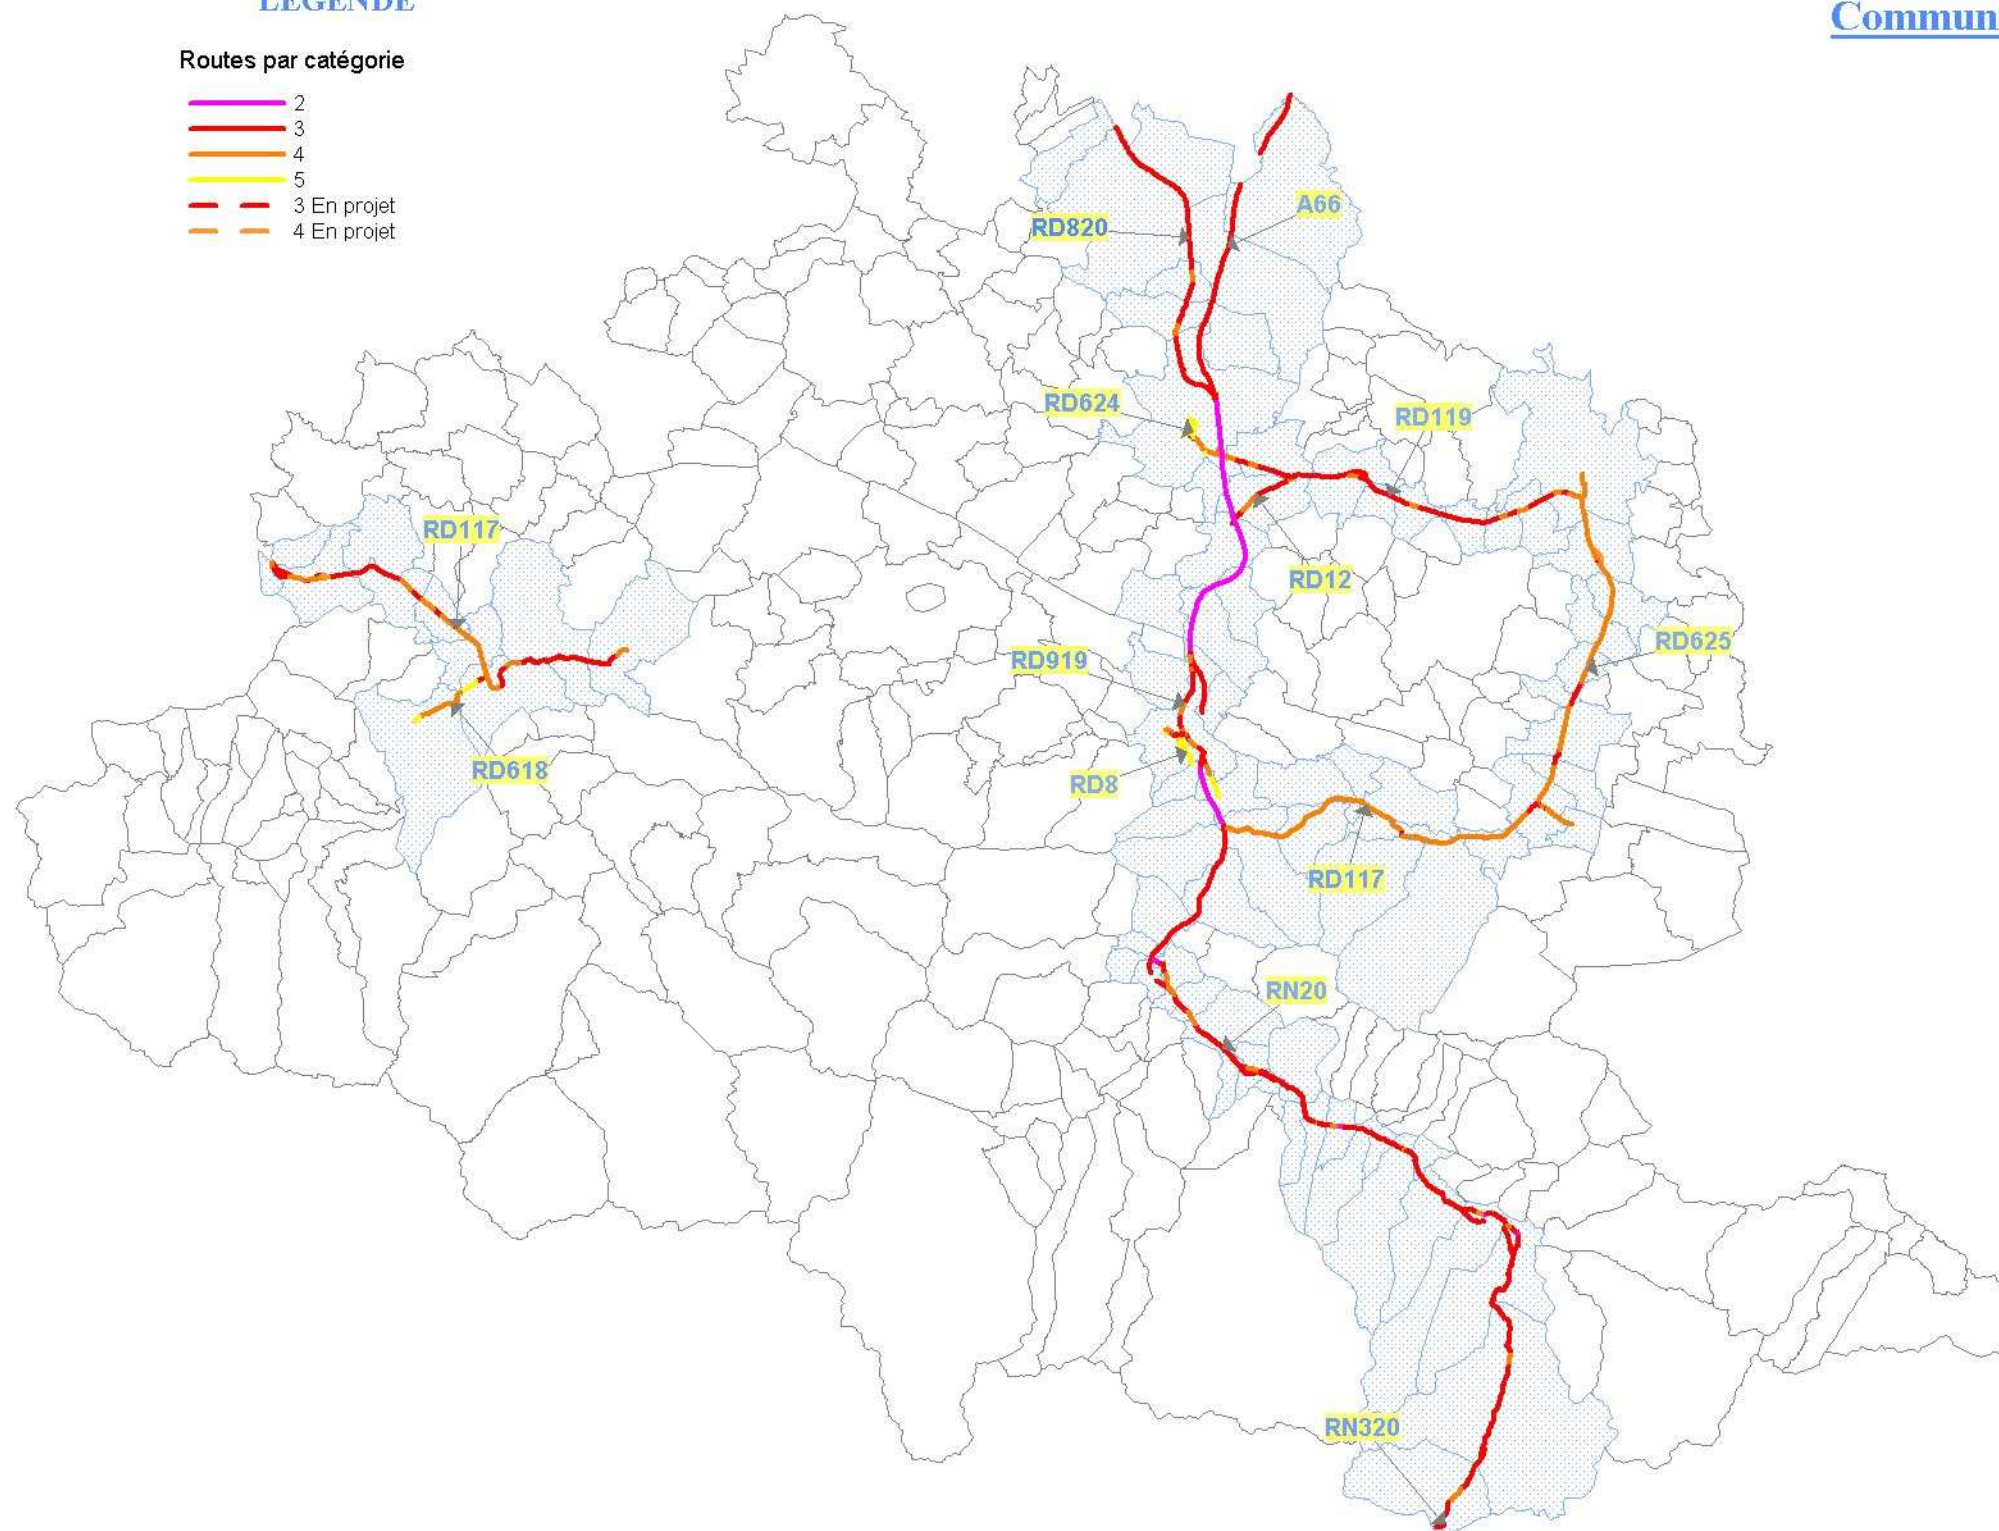 LEGENDE
Commun
Routes par catégorie
2
3
4
5
3 En projet
4 En projet
A66
RD820
RD624
RD119
RD117
RD12
RD919
RD625
RD618
RD8
RD117
RN20
RN320